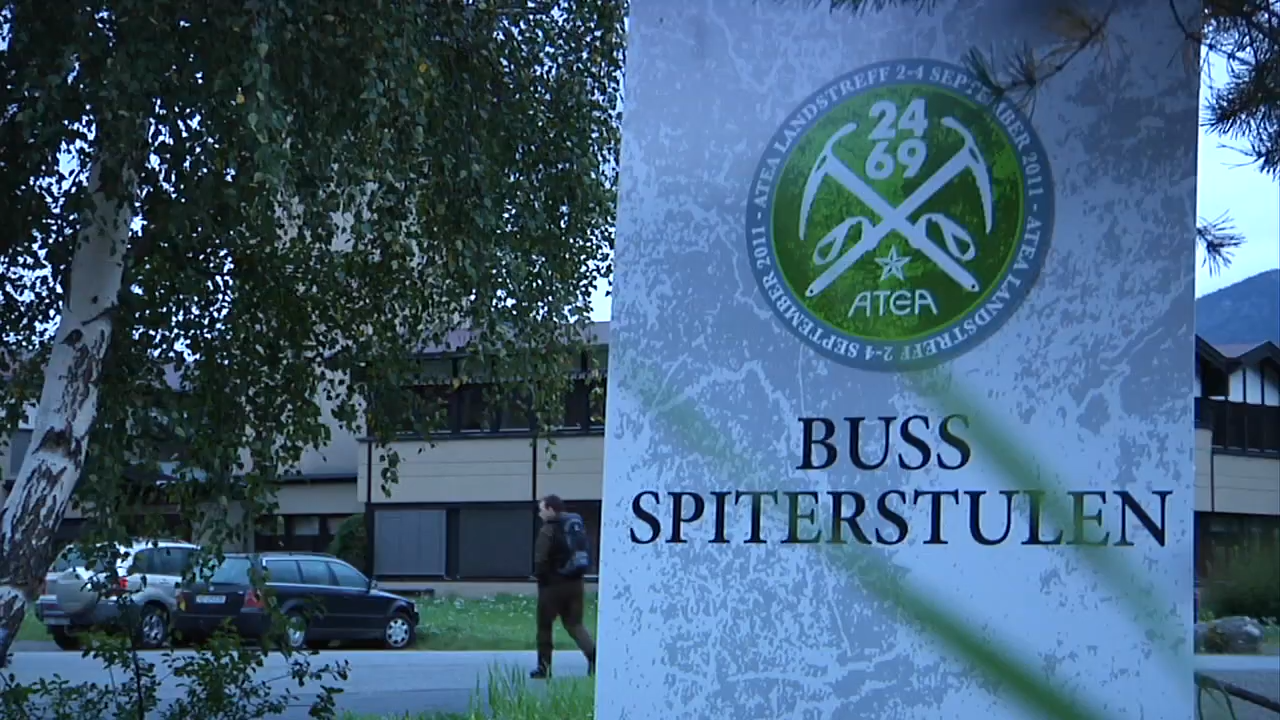 ATEA LANDSTREFF 2-4 SEPTEMBER 2011 - ATEA LANDSTREFF 2-4 SEPTEMBER 2011 -
24
69
ATEA
BUSS
SPITERSTULEN